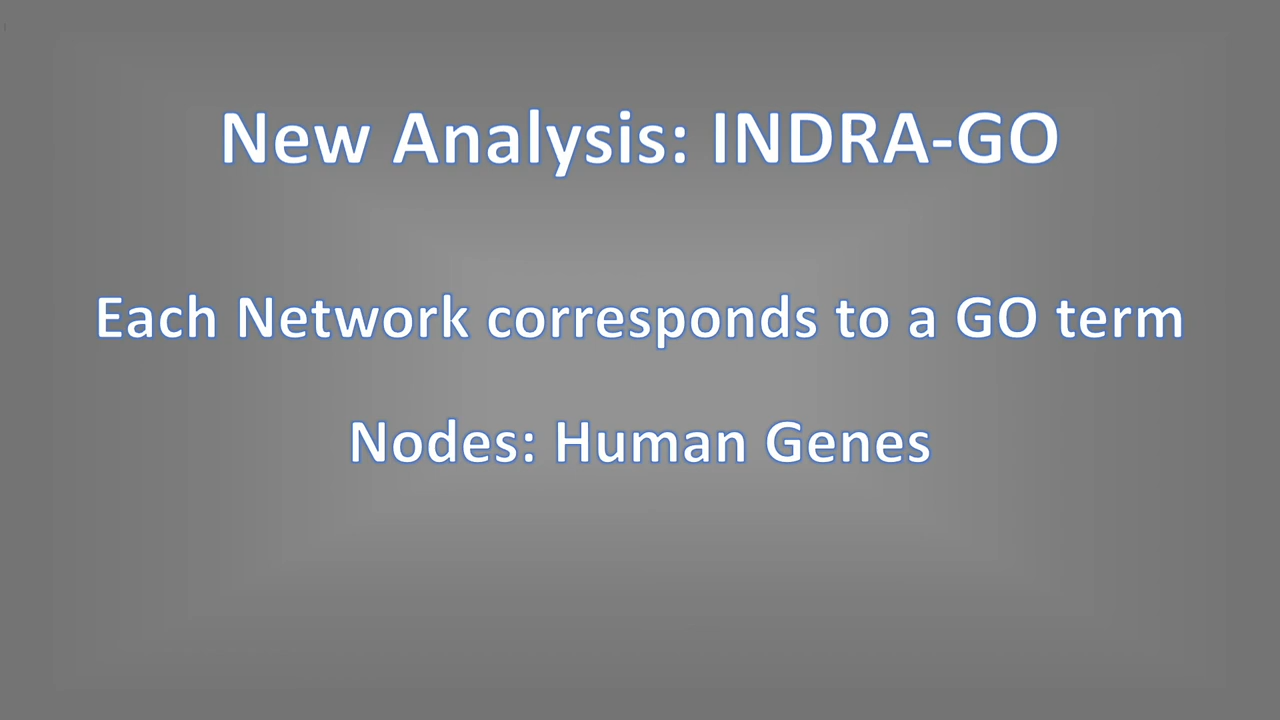 New Analysis: INDRA-GO
Each Network corresponds to a GO term
Nodes: Human Genes